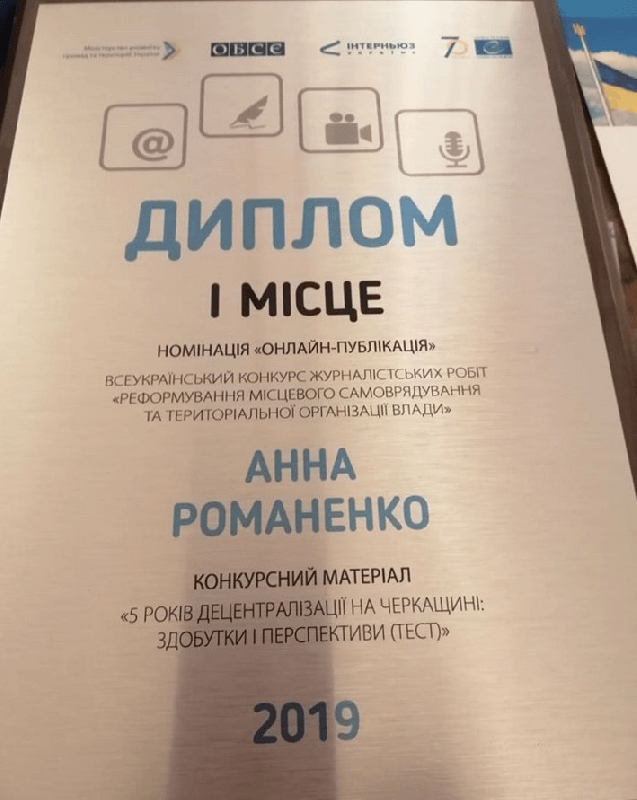 Міністерство розвитку
громад та територій України
ОБСЄ
ІНТЕРНЬЮЗ
УКРАЇНА
70
@
ДИПЛОМ
І МІСЦЕ
НОМІНАЦІЯ «ОНЛАЙН-ПУБЛІКАЦІЯ»
ВСЕУКРАЇНСЬКИЙ КОНКУРС ЖУРНАЛІСТСЬКИХ РОБІТ
«РЕФОРМУВАННЯ МІСЦЕВОГО САМОВРЯДУВАННЯ
ТА ТЕРИТОРІАЛЬНОЇ ОРГАНІЗАЦІЇ ВЛАДИ»
АННА
РОМАНЕНКО
КОНКУРСНИЙ МАТЕРІАЛ
«5 РОКІВ ДЕЦЕНТРАЛІЗАЦІЇ НА ЧЕРКАЩИНІ:
ЗДОБУТКИ І ПЕРСПЕКТИВИ (ТЕСТ)»
2019